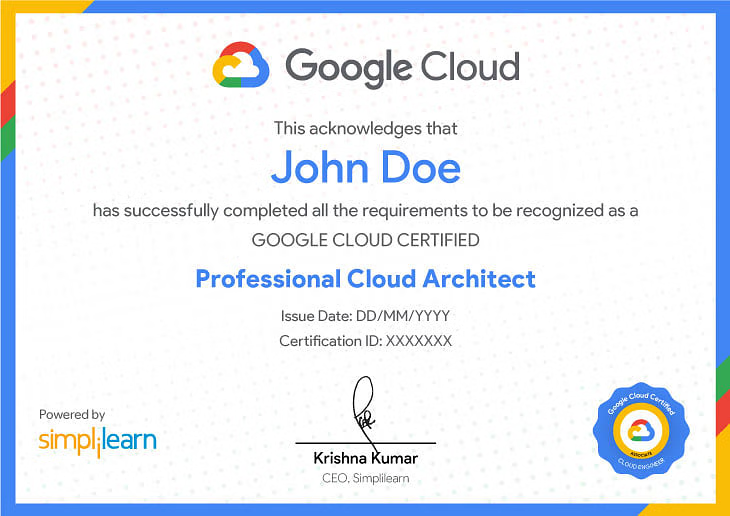 Google Cloud
This acknowledges that
John Doe
has successfully completed all the requirements to be recognized as a
GOOGLE CLOUD CERTIFIED
Professional Cloud Architect
Issue Date: DD/MM/YYYY
Certification ID: XXXXXXX
Powered by
simplilearn
Krishna Kumar
CEO, Simplilearn
Google Cloud Certified
ASSOCIATE
CLOUD ENGINEER